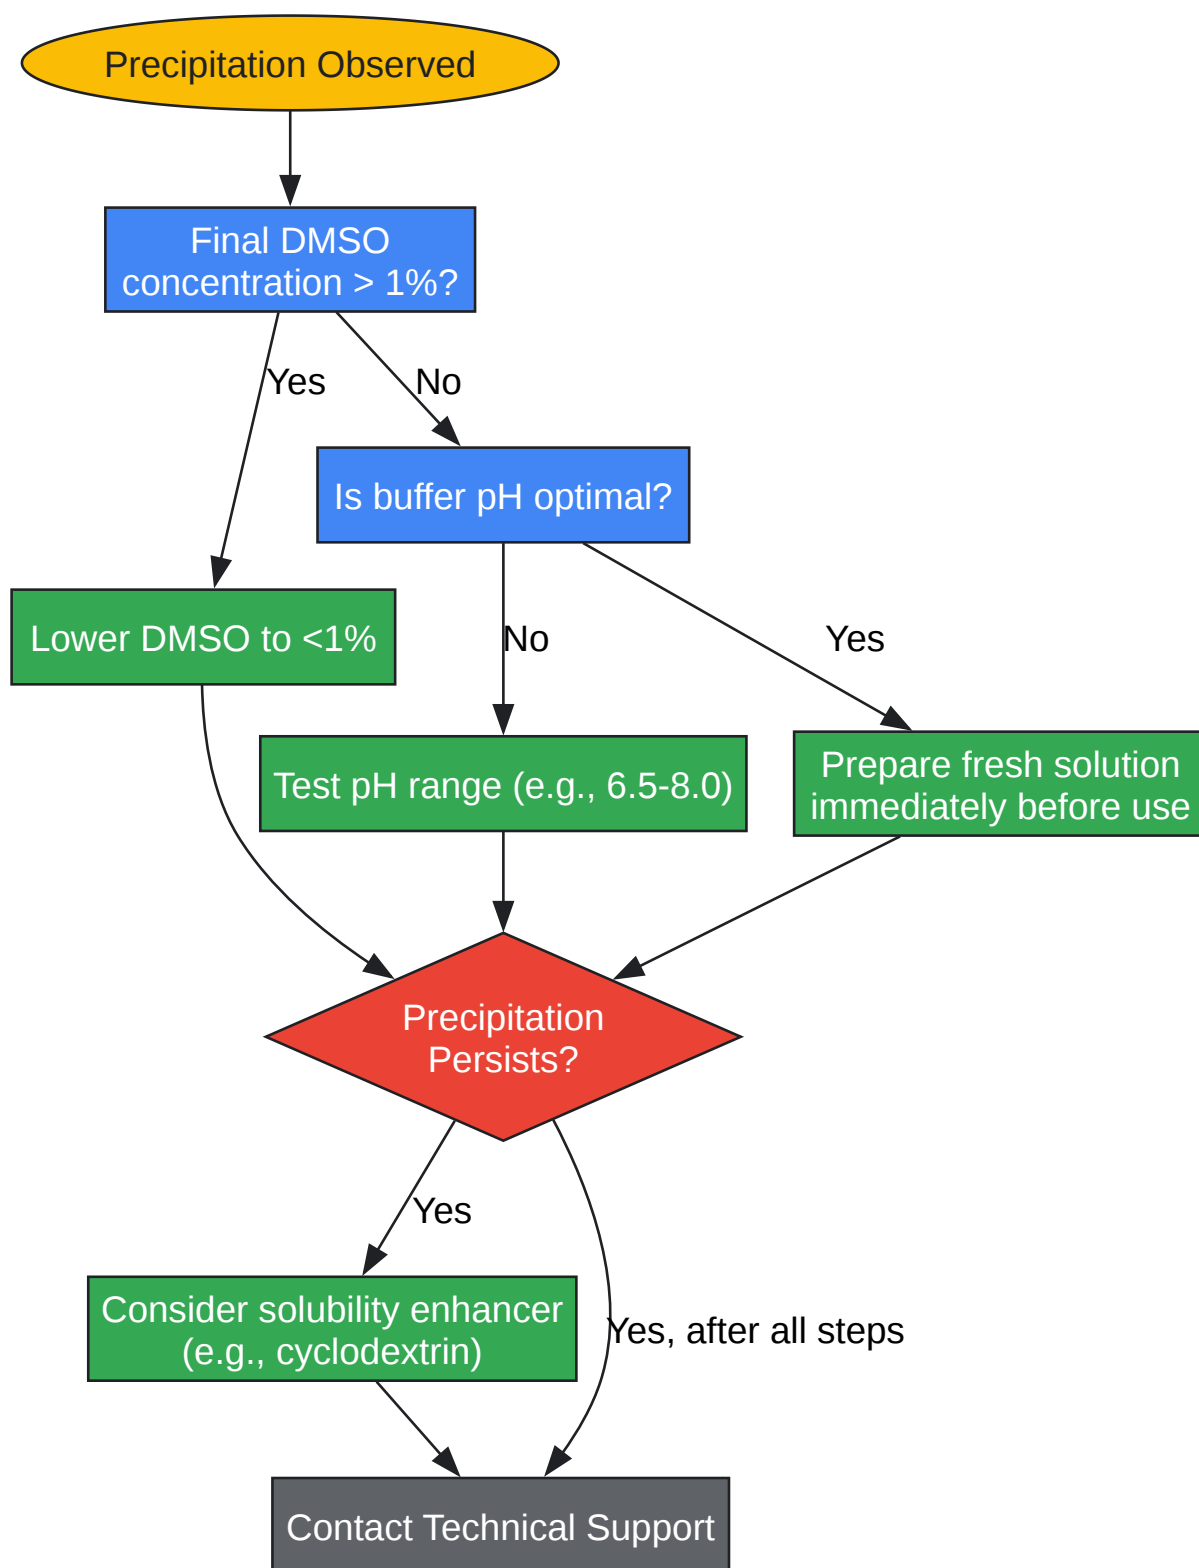 Precipitation Observed
Final DMSO
concentration > 1%?
Yes
No
Is buffer pH optimal?
Lower DMSO to <1%
No
Yes
Test pH range (e.g., 6.5-8.0)
Prepare fresh solution
immediately before use
Precipitation
Persists?
Yes
Consider solubility enhancer
(e.g., cyclodextrin)
Yes, after all steps
Contact Technical Support